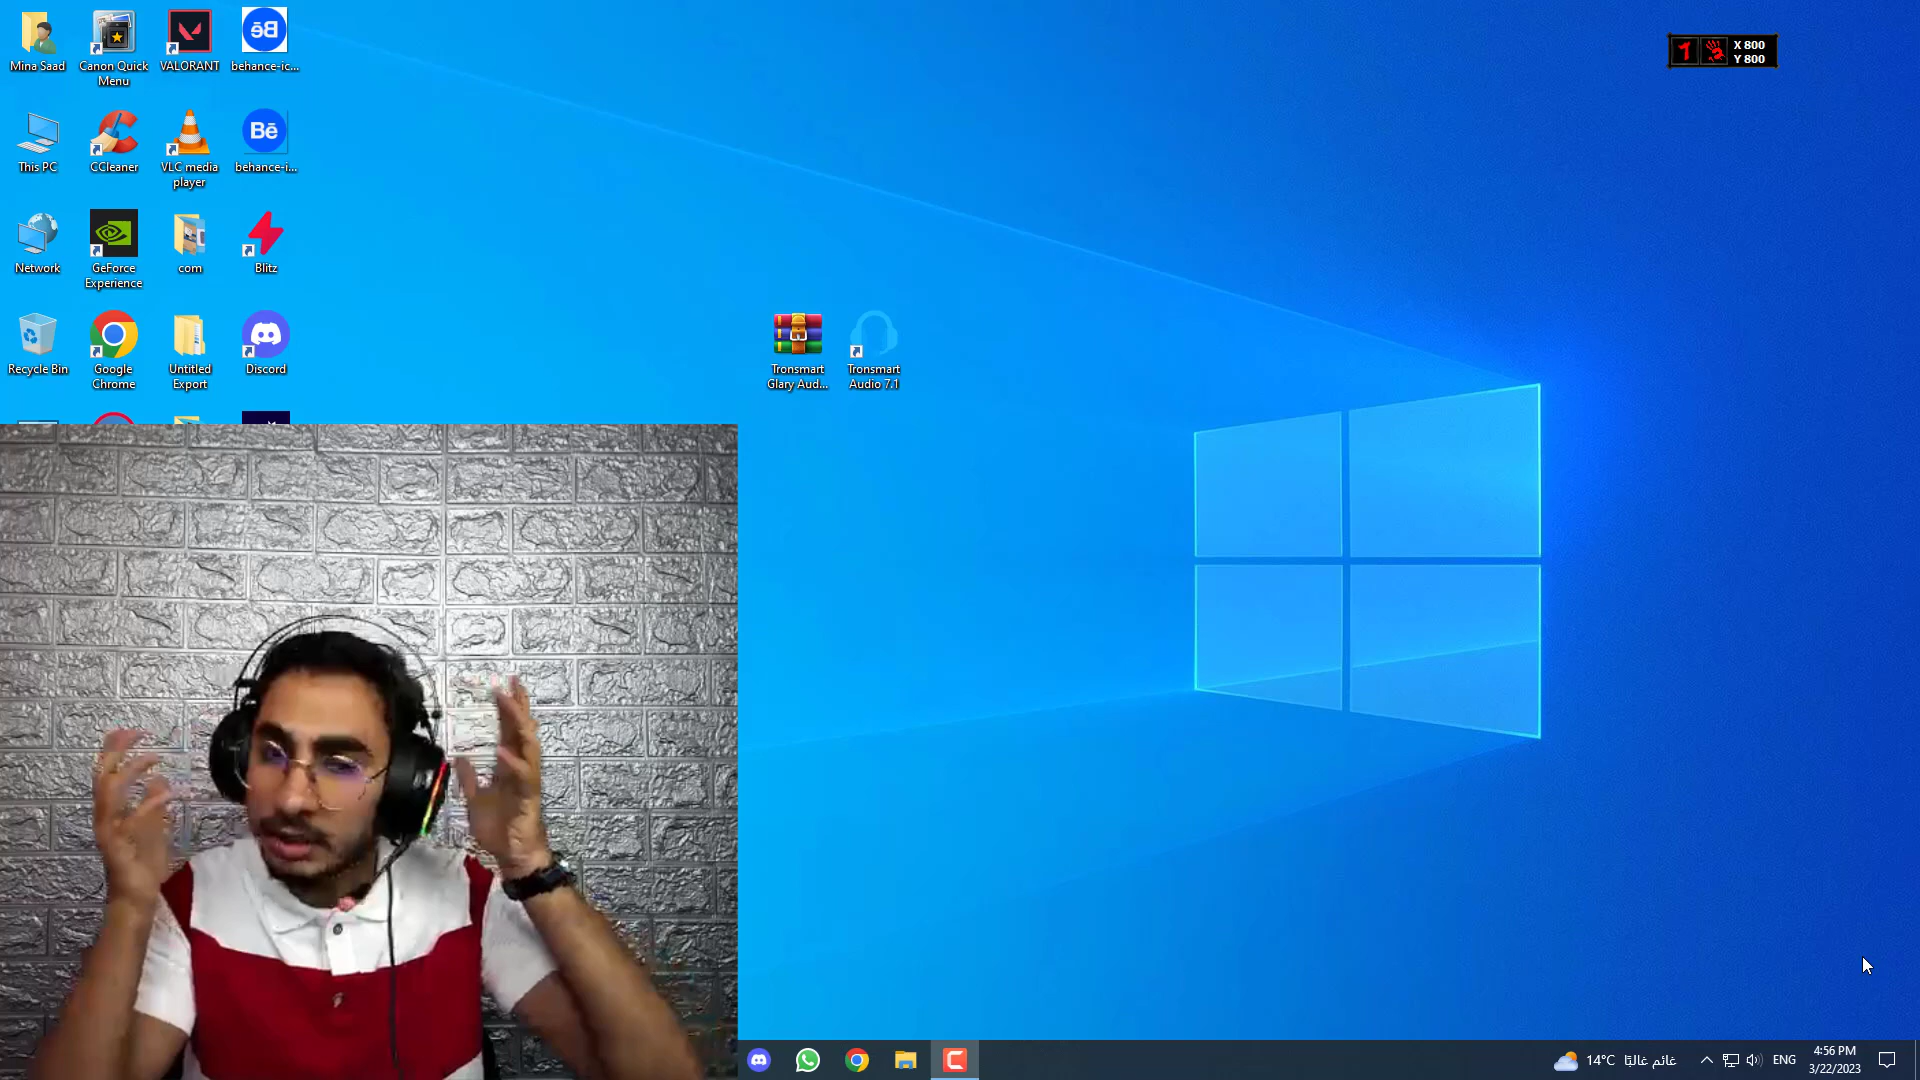 Mina Saad
Canon Quick
Menu
VALORANT
Bē
behance-ic...
This PC
CCleaner
VLC media
player
Bē
behance-i...
Network
GeForce
Experience
com
Blitz
Recycle Bin
Google
Chrome
Untitled
Export
Discord
Tronsmart
Glary Aud...
Tronsmart
Audio 7.1
X 800
Y 800
14°C غائم غالبًا
ENG
4:56 PM
3/22/2023